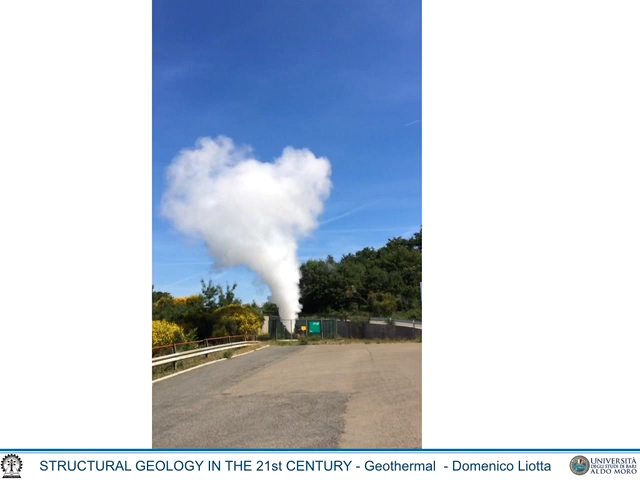 STRUCTURAL GEOLOGY IN THE 21st CENTURY - Geothermal - Domenico Liotta
UNIVERSITÀ
DEGLI STUDI DI BARI
ALDO MORO